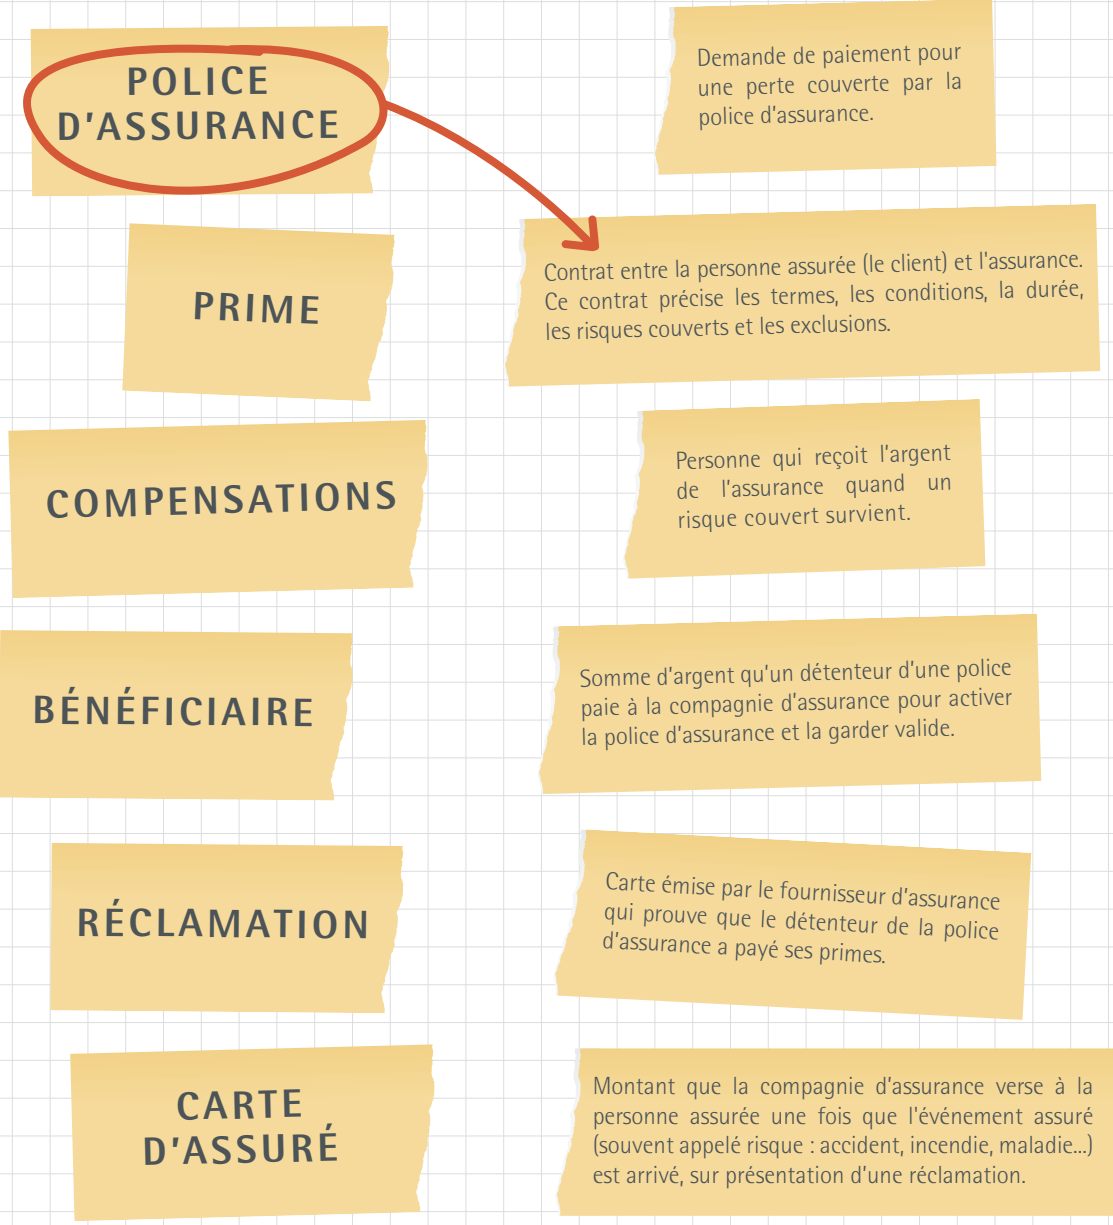 POLICE
D'ASSURANCE
Demande de paiement pour
une perte couverte par la
police d'assurance.
PRIME
Contrat entre la personne assurée (le client) et l'assurance.
Ce contrat précise les termes, les conditions, la durée,
les risques couverts et les exclusions.
COMPENSATIONS
Personne qui reçoit l'argent
de l'assurance quand un
risque couvert survient.
BÉNÉFICIAIRE
Somme d'argent qu'un détenteur d'une police
paie à la compagnie d'assurance pour activer
la police d'assurance et la garder valide.
RÉCLAMATION
Carte émise par le fournisseur d'assurance
qui prouve que le détenteur de la police
d'assurance a payé ses primes.
CARTE
D'ASSURÉ
Montant que la compagnie d'assurance verse à la
personne assurée une fois que l'événement assuré
(souvent appelé risque : accident, incendie, maladie...)
est arrivé, sur présentation d'une réclamation.